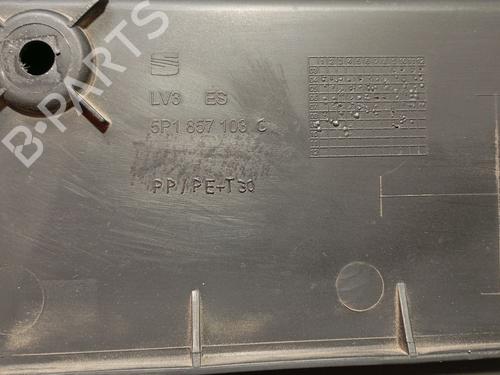 LV3 ES
5P1 857 103 C
PP/PE+T30
B-PARTS